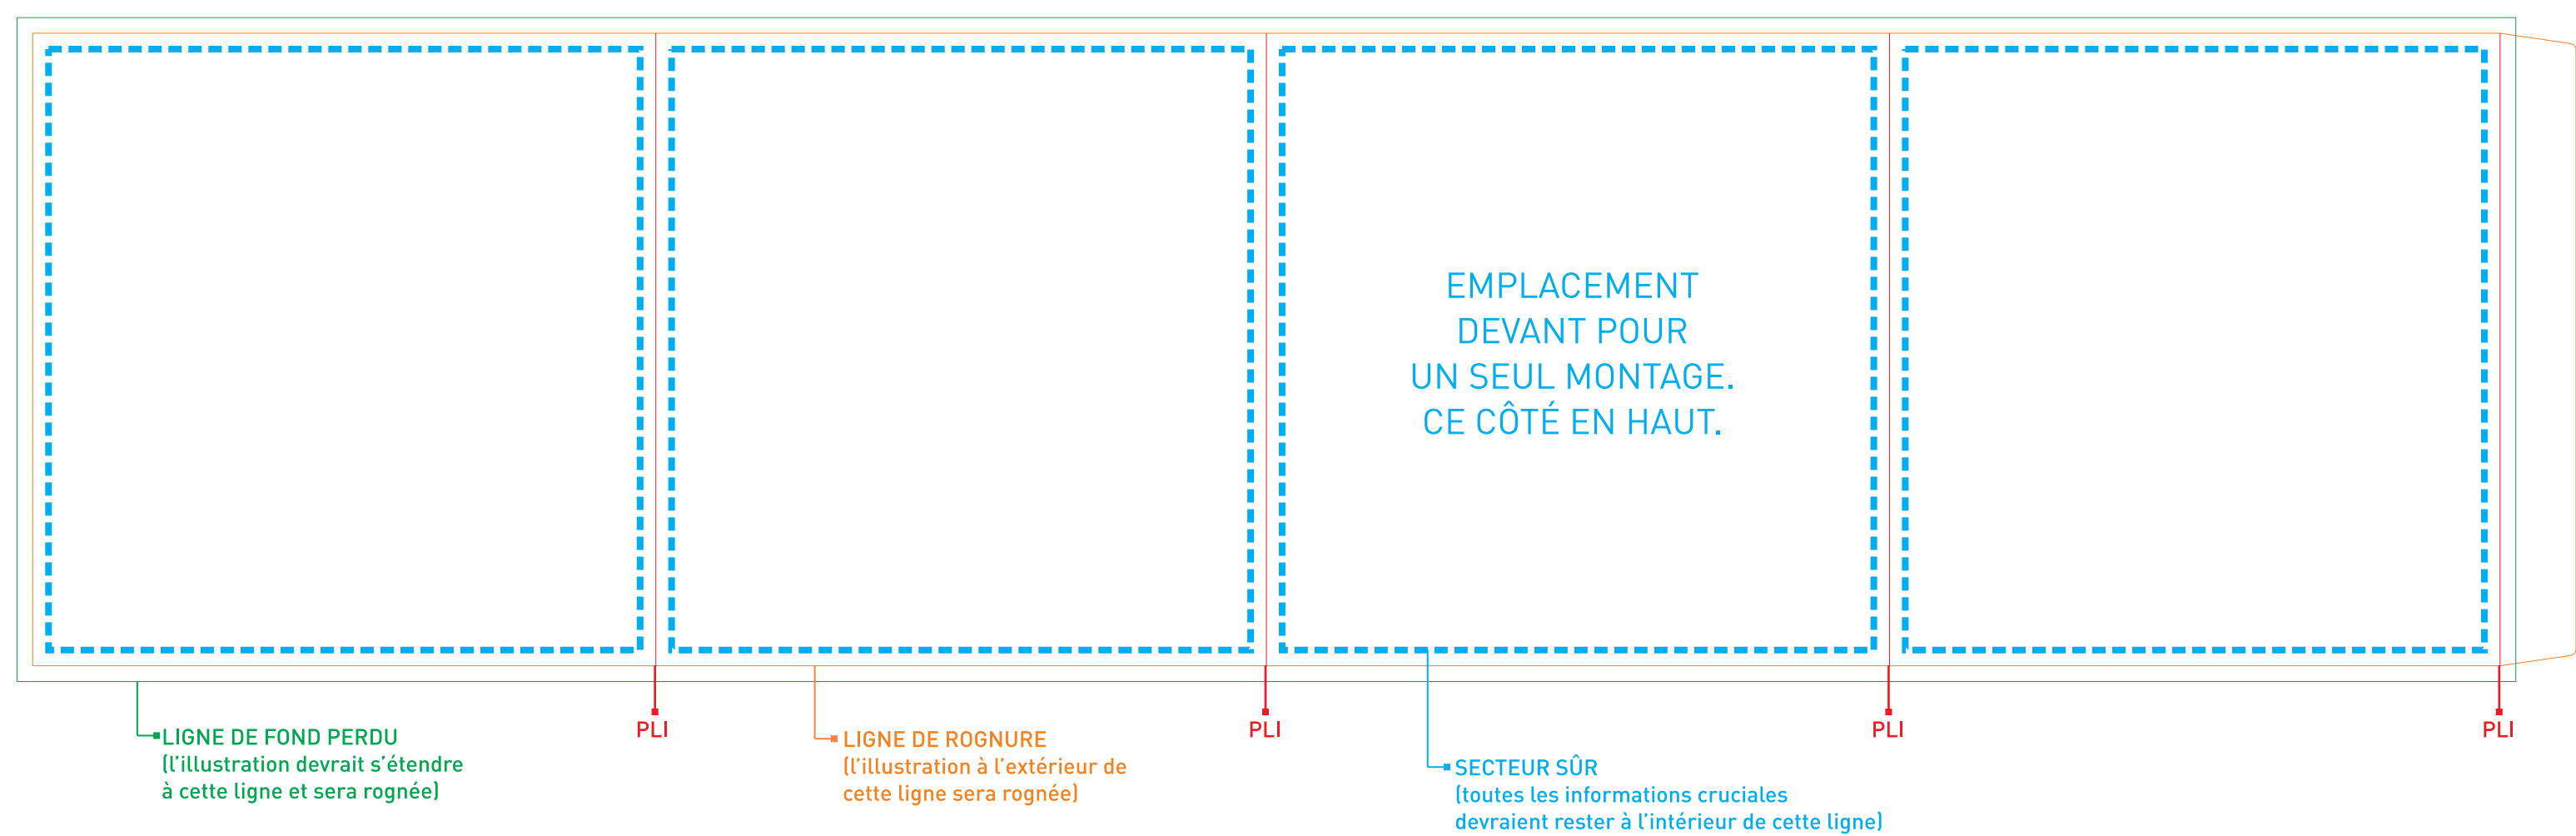 EMPLACEMENT
DEVANT POUR
UN SEUL MONTAGE.
CE CÔTÉ EN HAUT.
LIGNE DE FOND PERDU
(l’illustration devrait s’étendre
à cette ligne et sera rognée)
PLI
LIGNE DE ROGNURE
(l’illustration à l’extérieur de
cette ligne sera rognée)
PLI
SECTEUR SÛR
(toutes les informations cruciales
devraient rester à l’intérieur de cette ligne)
PLI
PLI